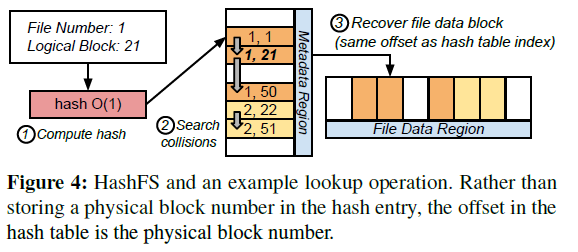 File Number: 1
Logical Block: 21
hash O(1)
1 Compute hash
2 Search
collisions
1, 1
1, 21
1, 50
2, 22
2, 51
Metadata Region
3 Recover file data block
(same offset as hash table index)
File Data Region
Figure 4: HashFS and an example lookup operation. Rather than
storing a physical block number in the hash entry, the offset in the
hash table is the physical block number.